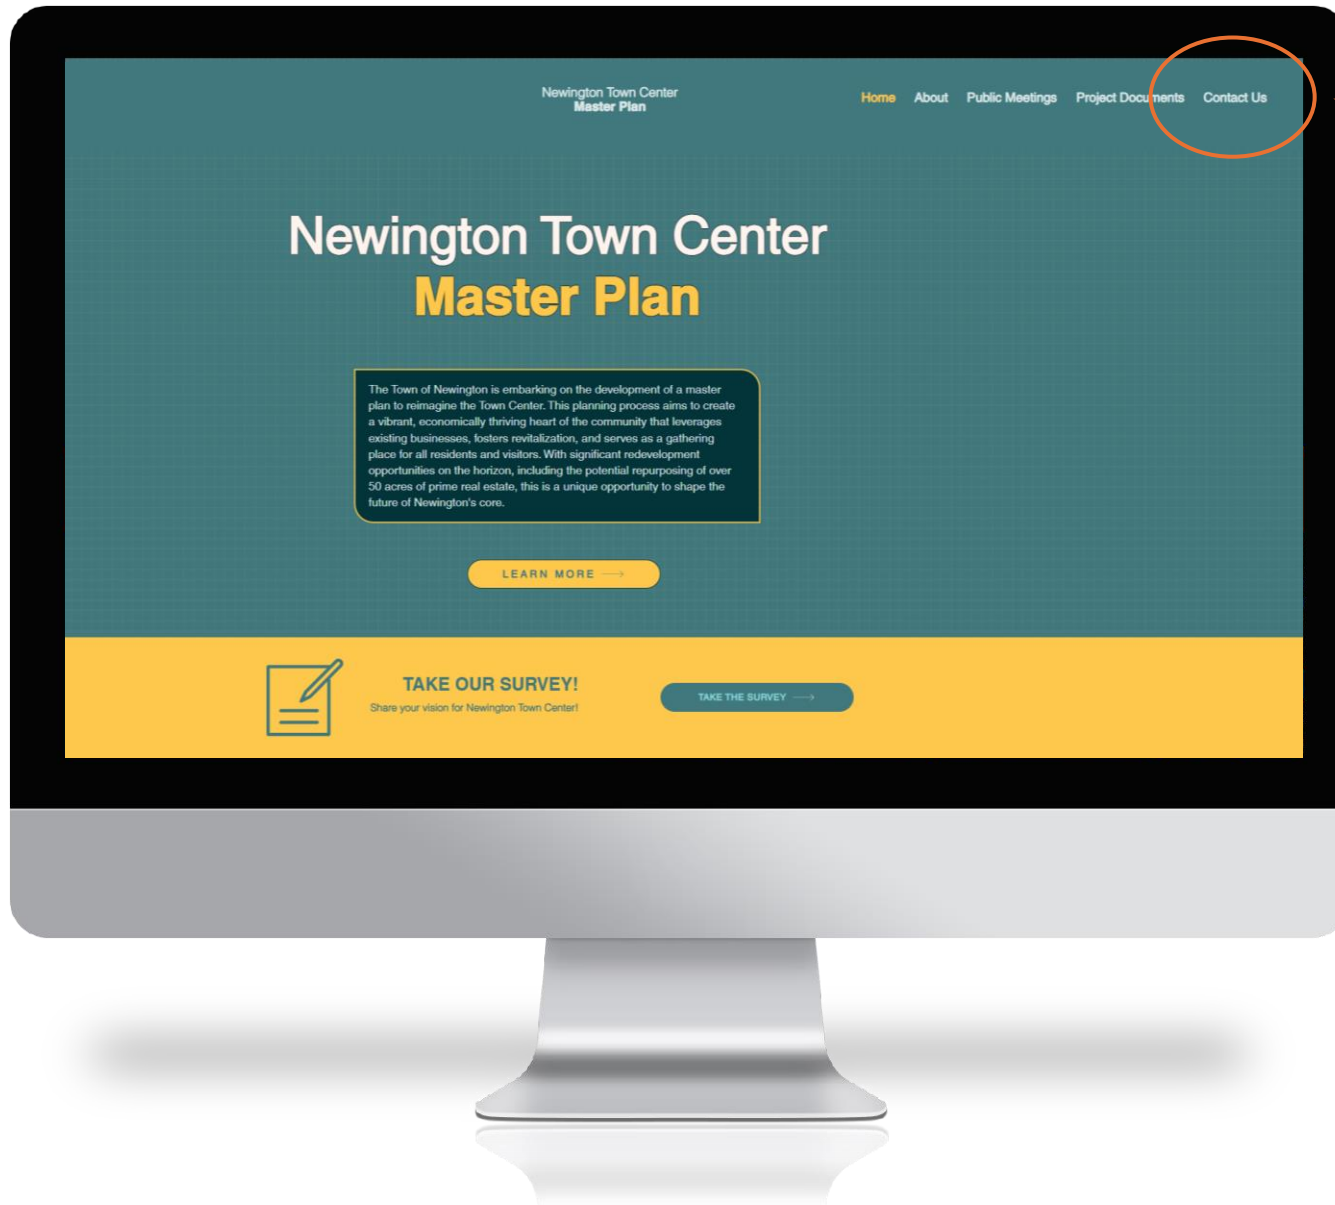 Newington Town Center
Master Plan
Home About Public Meetings Project Documents Contact Us
Newington Town Center
Master Plan
The Town of Newington is embarking on the development of a master
plan to reimagine the Town Center. This planning process aims to create
a vibrant, economically thriving heart of the community that leverages
existing businesses, fosters revitalization, and serves as a gathering
place for all residents and visitors. With significant redevelopment
opportunities on the horizon, including the potential repurposing of over
50 acres of prime real estate, this is a unique opportunity to shape the
future of Newington's core.
LEARN MORE
TAKE OUR SURVEY!
Share your vision for Newington Town Center!
TAKE THE SURVEY